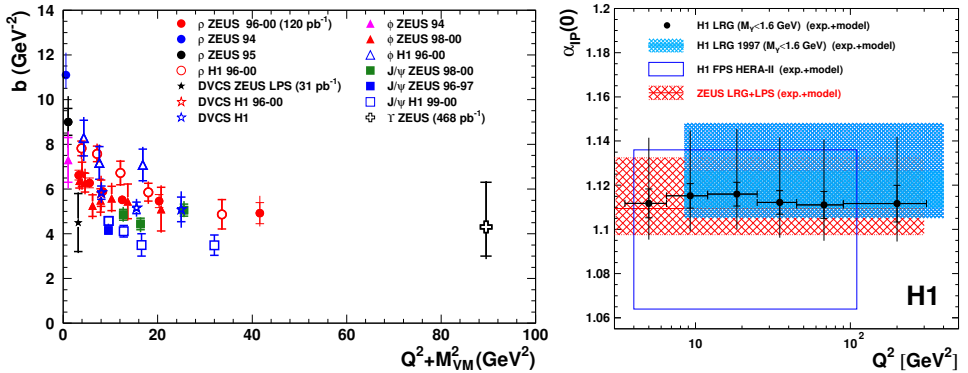 b (GeV⁻²)
14
12
10
8
6
4
2
0
ρ ZEUS 96-00 (120 pb⁻¹)
ρ ZEUS 94
ρ ZEUS 95
ρ H1 96-00
DVCS ZEUS LPS (31 pb⁻¹)
DVCS H1 96-00
DVCS H1
ϕ ZEUS 94
ϕ ZEUS 98-00
ϕ H1 96-00
J/ψ ZEUS 98-00
J/ψ ZEUS 96-97
J/ψ H1 99-00
ϒ ZEUS (468 pb⁻¹)
0 20 40 60 80 100
Q²+M²_VM(GeV²)
α_IP(0)
1.2
1.18
1.16
1.14
1.12
1.1
1.08
1.06
H1 LRG (M_Y<1.6 GeV) (exp.+model)
H1 LRG 1997 (M_Y<1.6 GeV) (exp.+model)
H1 FPS HERA-II (exp.+model)
ZEUS LRG+LPS (exp.+model)
H1
10 10²
Q² [GeV²]